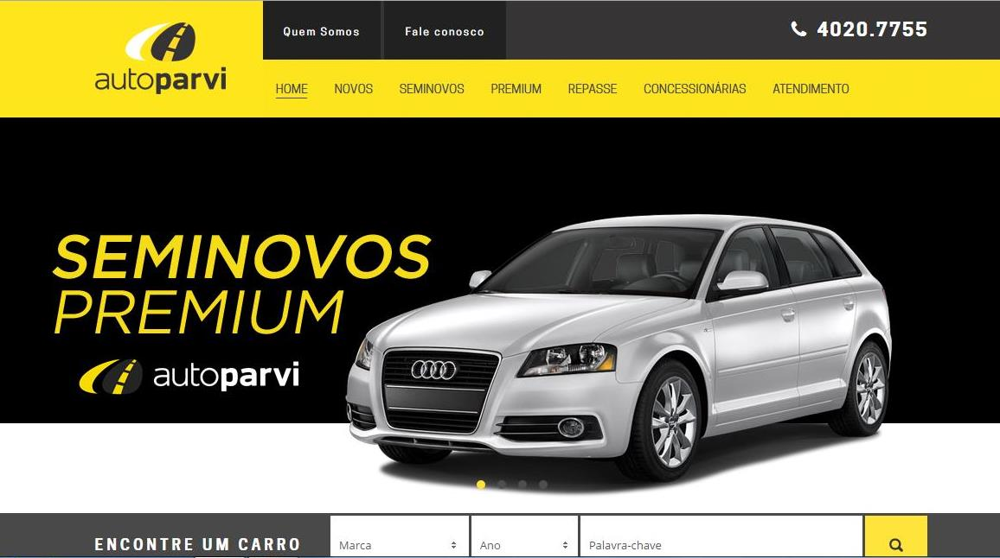 Quem Somos
Fale conosco
4020.7755
autoparvi
HOME
NOVOS
SEMINOVOS
PREMIUM
REPASSE
CONCESSIONÁRIAS
ATENDIMENTO
SEMINOVOS
PREMIUM
autoparvi
ENCONTRE UM CARRO
Marca
Ano
Palavra-chave